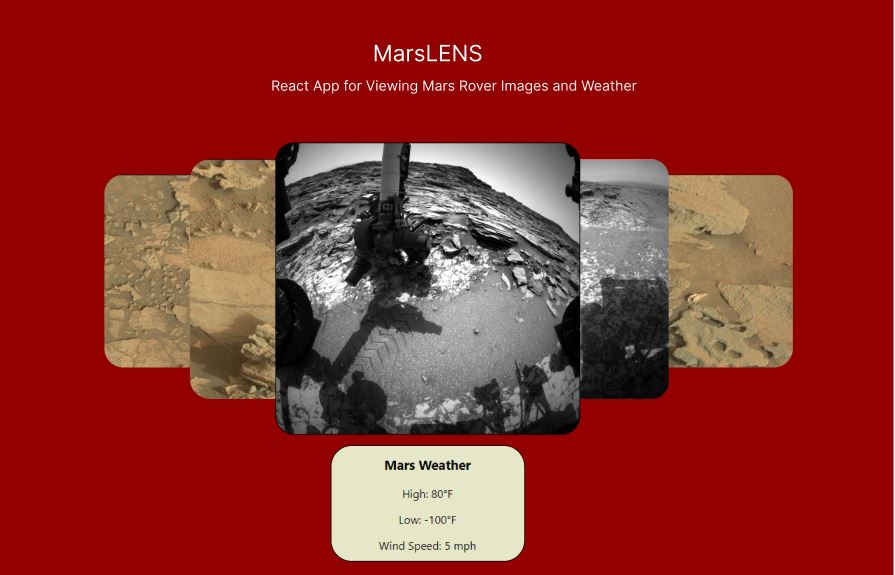 MarsLENS
React App for Viewing Mars Rover Images and Weather
Mars Weather
High: 80°F
Low: -100°F
Wind Speed: 5 mph